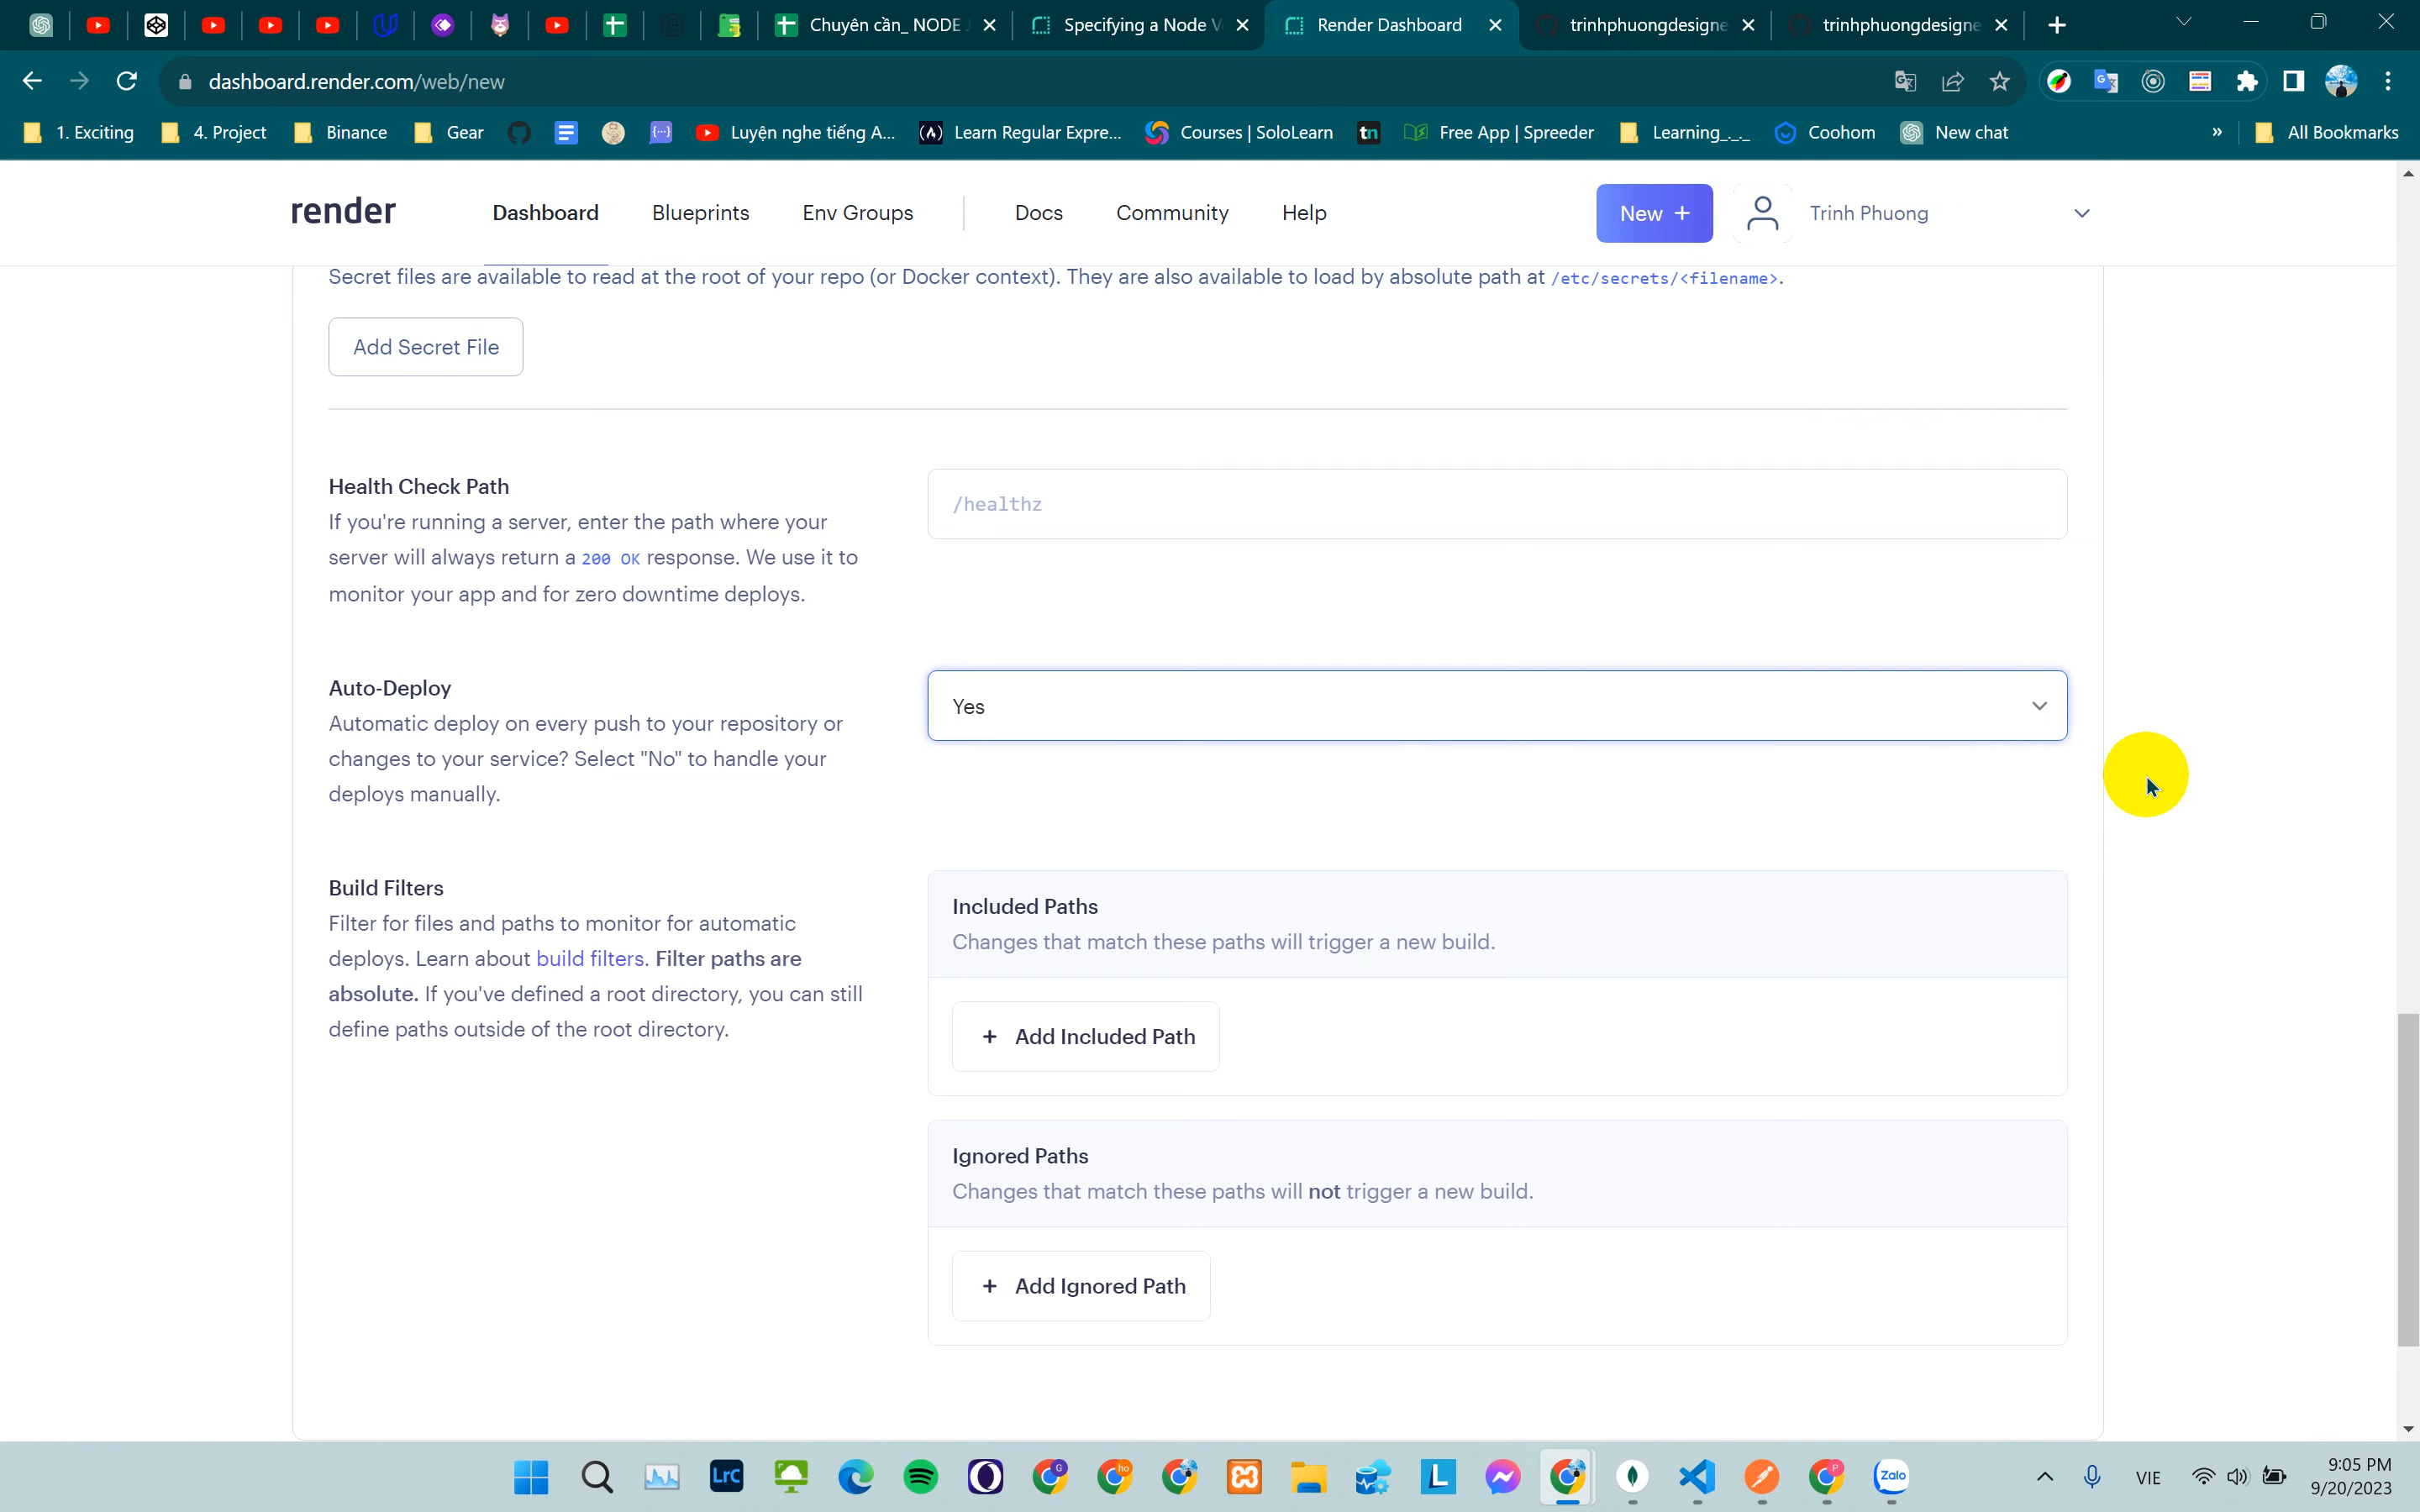 Chuyên cần_ NODE J
Specifying a Node V
Render Dashboard
trinhphuongdesigne
trinhphuongdesigne
dashboard.render.com/web/new
1. Exciting
4. Project
Binance
Gear
Luyện nghe tiếng A...
Learn Regular Expre...
Courses | SoloLearn
tn
Free App | Spreeder
Learning_._._
Coohom
New chat
»
All Bookmarks
render
Dashboard
Blueprints
Env Groups
Docs
Community
Help
New +
Trinh Phuong
Secret files are available to read at the root of your repo (or Docker context). They are also available to load by absolute path at /etc/secrets/<filename>.
Add Secret File
Health Check Path
If you're running a server, enter the path where your
server will always return a 200 OK response. We use it to
monitor your app and for zero downtime deploys.
/healthz
Auto-Deploy
Automatic deploy on every push to your repository or
changes to your service? Select "No" to handle your
deploys manually.
Yes
Build Filters
Filter for files and paths to monitor for automatic
deploys. Learn about build filters. Filter paths are
absolute. If you've defined a root directory, you can still
define paths outside of the root directory.
Included Paths
Changes that match these paths will trigger a new build.
+ Add Included Path
Ignored Paths
Changes that match these paths will not trigger a new build.
+ Add Ignored Path
LrC
G
ho
L
P
Zalo
VIE
9:05 PM
9/20/2023